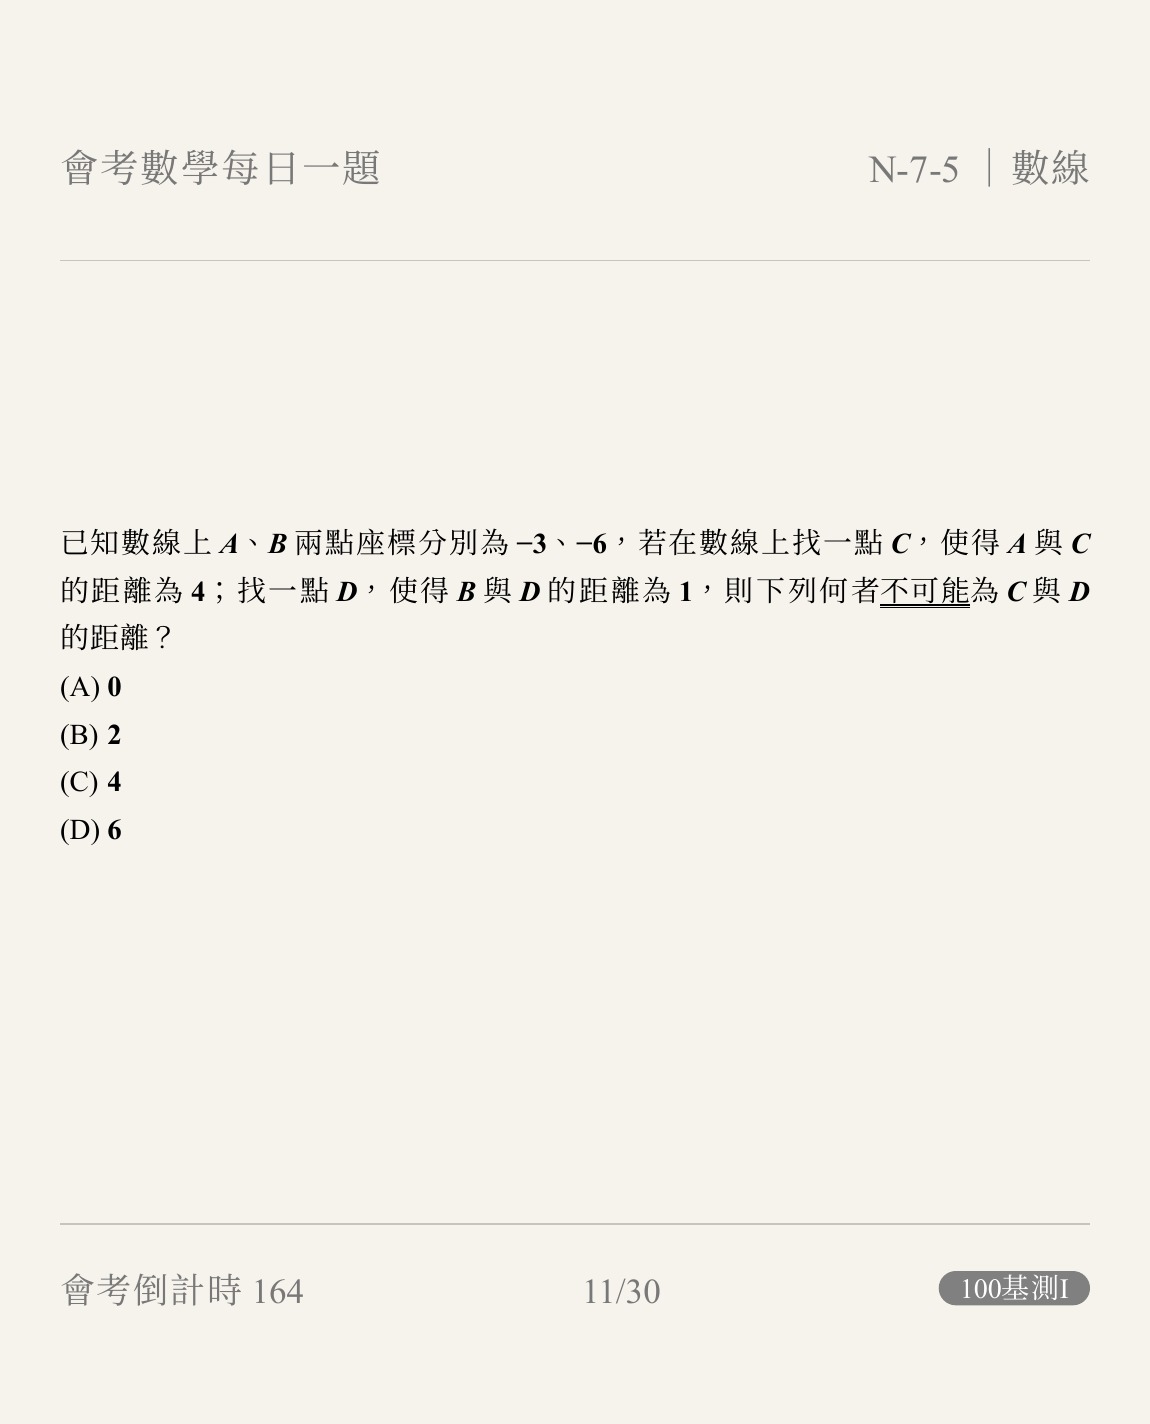 會考數學每日一題
N-7-5｜數線
已知數線上 A、B 兩點座標分別為 −3、−6，若在數線上找一點 C，使得 A 與 C
的距離為 4；找一點 D，使得 B 與 D 的距離為 1，則下列何者不可能為 C 與 D
的距離？
(A) 0
(B) 2
(C) 4
(D) 6
會考倒計時 164
11/30
100基測I